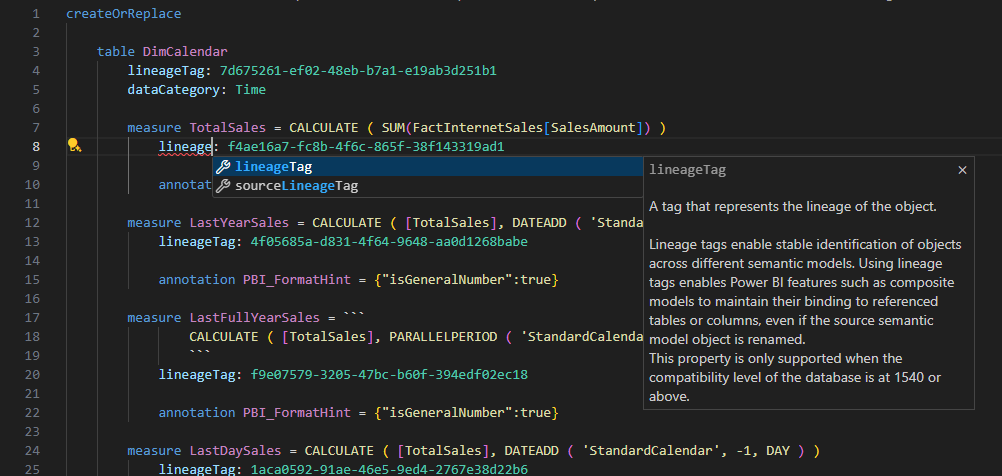 1 createOrReplace
2
3 table DimCalendar
4 lineageTag: 7d675261-ef02-48eb-b7a1-e19ab3d251b1
5 dataCategory: Time
6
7 measure TotalSales = CALCULATE ( SUM(FactInternetSales[SalesAmount]) )
8 lineage: f4ae16a7-fc8b-4f6c-865f-38f143319ad1
9 lineageTag
10 annotat sourceLineageTag
11
12 measure LastYearSales = CALCULATE ( [TotalSales], DATEADD ( 'Standa
13 lineageTag: 4f05685a-d831-4f64-9648-aa0d1268babe
14
15 annotation PBI_FormatHint = {"isGeneralNumber":true}
16
17 measure LastFullYearSales = ```
18 CALCULATE ( [TotalSales], PARALLELPERIOD ( 'StandardCalenda
19 ```
20 lineageTag: f9e07579-3205-47bc-b60f-394edf02ec18
21
22 annotation PBI_FormatHint = {"isGeneralNumber":true}
23
24 measure LastDaySales = CALCULATE ( [TotalSales], DATEADD ( 'StandardCalendar', -1, DAY ) )
lineageTag: 1aca0592-91ae-46e5-9ed4-2767e38d22b6
lineageTag
A tag that represents the lineage of the object.
Lineage tags enable stable identification of objects
across different semantic models. Using lineage
tags enables Power BI features such as composite
models to maintain their binding to referenced
tables or columns, even if the source semantic
model object is renamed.
This property is only supported when the
compatibility level of the database is at 1540 or
above.